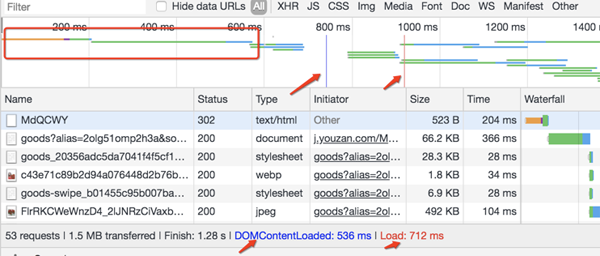 Filter Hide data URLs All XHR JS CSS Img Media Font Doc WS Manifest Other
200 ms 400 ms 600 ms 800 ms 1000 ms 1200 ms 1400
Name Status Type Initiator Size Time Waterfall
MdQCWY 302 text/html Other 523 B 204 ms
goods?alias=2olg51omp2h3a&so... 200 document j.youzan.com/M... 66.2 KB 366 ms
goods_20356adc5da7041f45cf1... 200 stylesheet goods?alias=2ol... 28.3 KB 28 ms
c43e71c89b2d94a076448d2b76b... 200 webp goods?alias=2ol... 1.8 KB 34 ms
goods-swipe_b01455c95b007ba... 200 stylesheet goods?alias=2ol... 6.9 KB 28 ms
FlrRKCWeWnzD4_2lJNRzCiVaxb... 200 jpeg goods?alias=2ol... 492 KB 104 ms
53 requests | 1.5 MB transferred | Finish: 1.28 s | DOMContentLoaded: 536 ms | Load: 712 ms